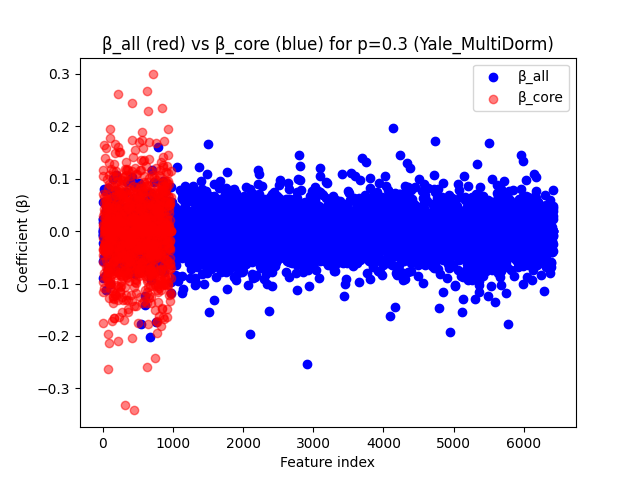 β_all (red) vs β_core (blue) for p=0.3 (Yale_MultiDorm)
β_all
β_core
Coefficient (β)
0.3
0.2
0.1
0.0
−0.1
−0.2
−0.3
0 1000 2000 3000 4000 5000 6000
Feature index